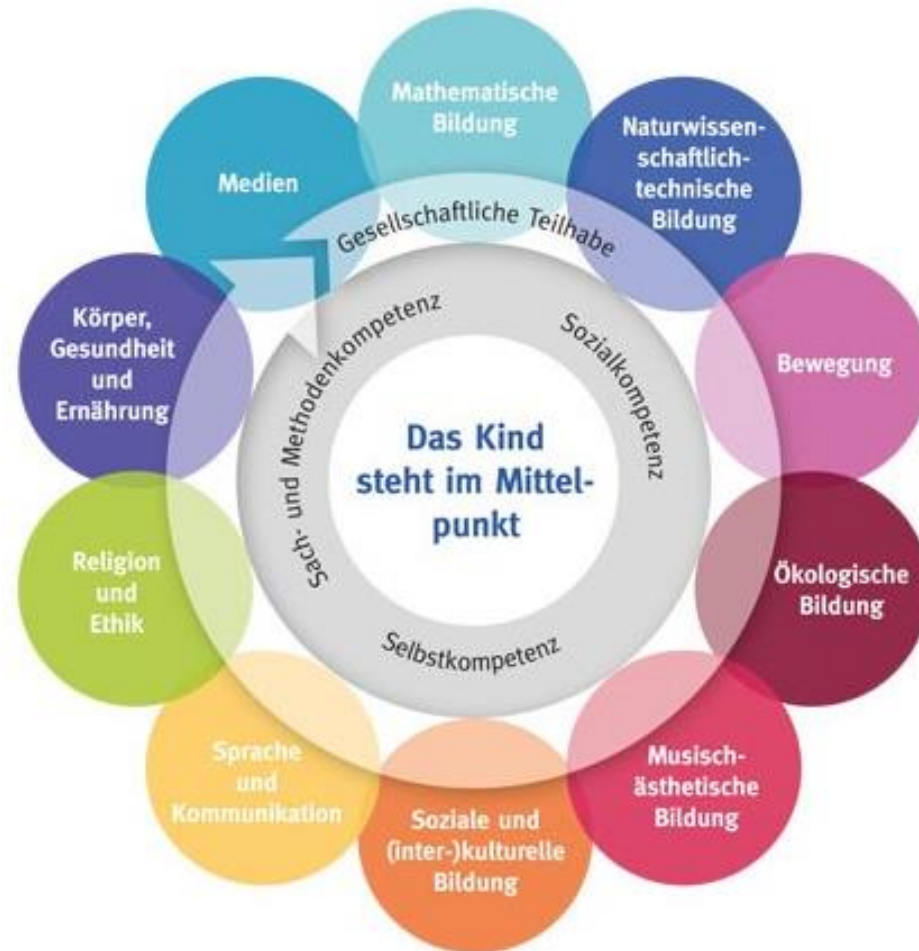 Mathematische
Bildung
Naturwissen-
schaftlich-
technische
Bildung
Bewegung
Ökologische
Bildung
Musisch-
ästhetische
Bildung
Soziale und
(inter-)kulturelle
Bildung
Sprache
und
Kommunikation
Religion
und
Ethik
Körper,
Gesundheit
und
Ernährung
Medien
Gesellschaftliche Teilhabe
Sach- und Methodenkompetenz
Sozialkompetenz
Selbstkompetenz
Das Kind
steht im Mittel-
punkt